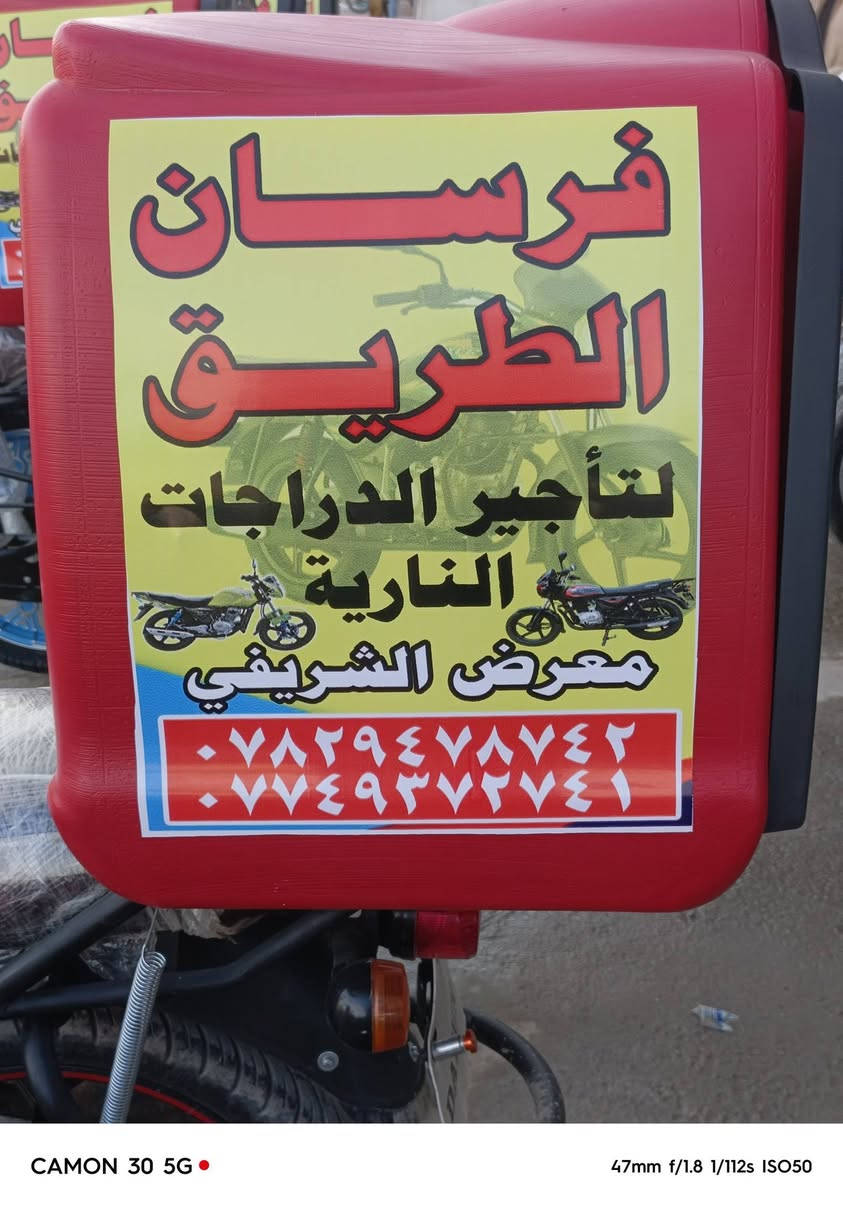 فرسان
الطريق
لتأجير الدراجات
النارية
معرض الشريفي
٠٧٨٢٩٤٧٨٧٤٢
٠٧٧٤٩٣٧٢٧٤١
CAMON 30 5G
47mm f/1.8 1/112s ISO50